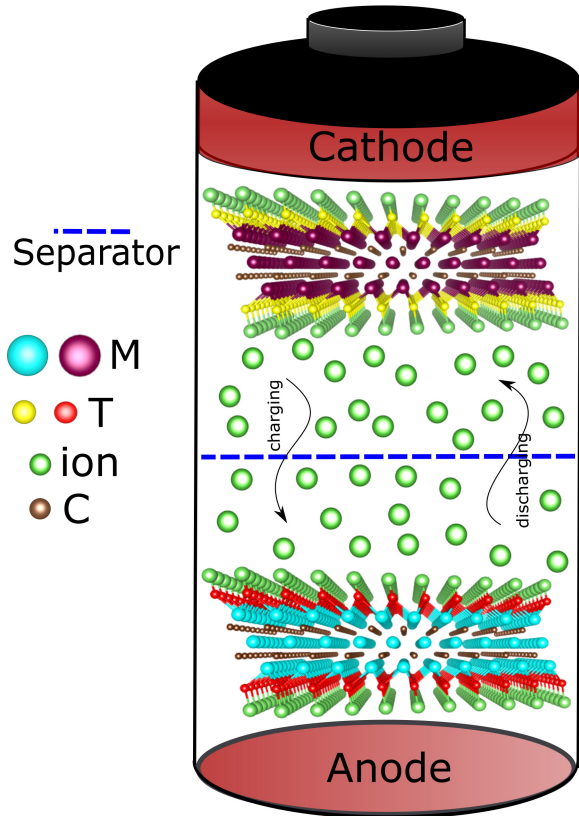 Cathode
Separator
M
T
ion
C
charging
discharging
Anode